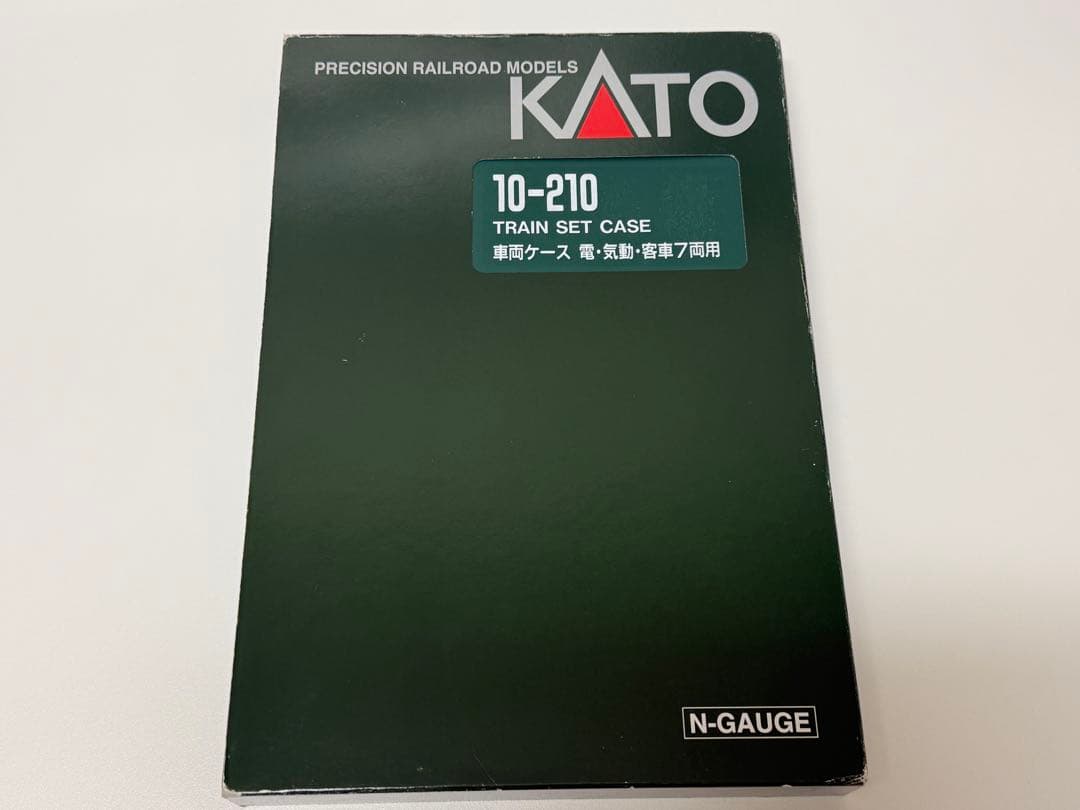 PRECISION RAILROAD MODELS
KATO
10-210
TRAIN SET CASE
車両ケース 電・気動・客車7両用
N-GAUGE